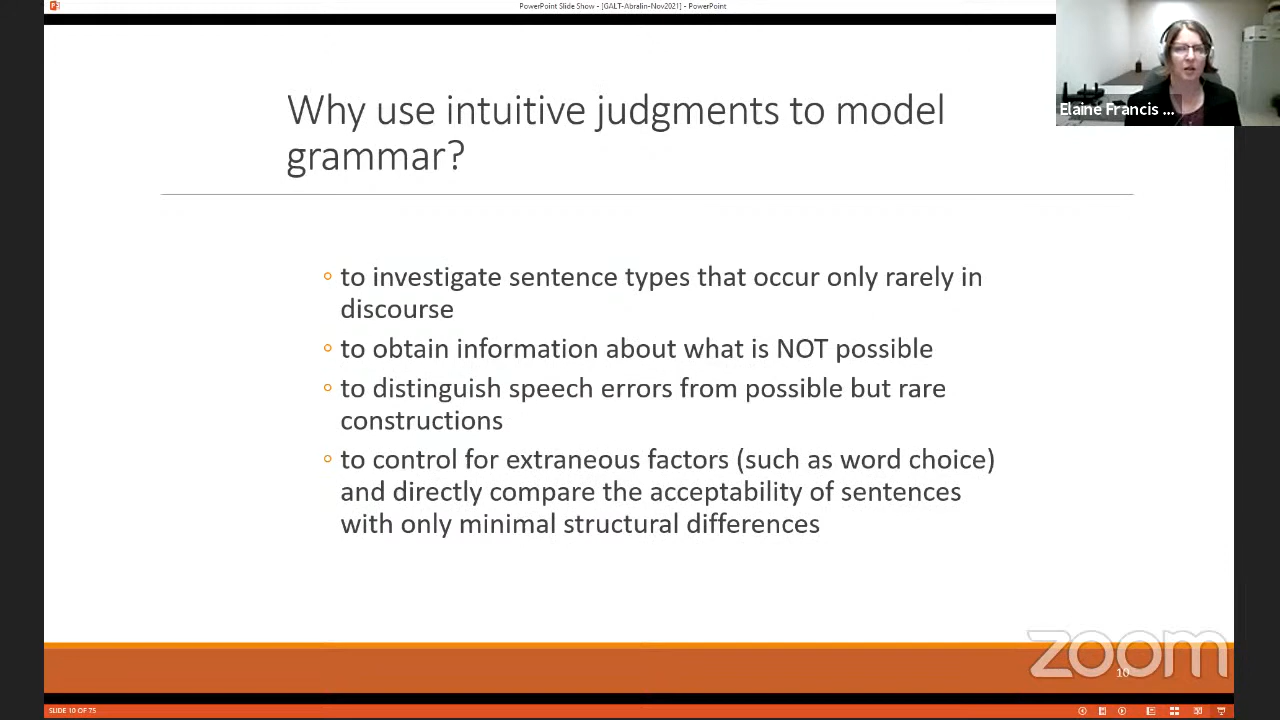 PowerPoint Slide Show - [GALT-Abralin-Nov2021] - PowerPoint
Elaine Francis ...
Why use intuitive judgments to model
grammar?
to investigate sentence types that occur only rarely in
discourse
to obtain information about what is NOT possible
to distinguish speech errors from possible but rare
constructions
to control for extraneous factors (such as word choice)
and directly compare the acceptability of sentences
with only minimal structural differences
zoom
10
SLIDE 10 OF 75